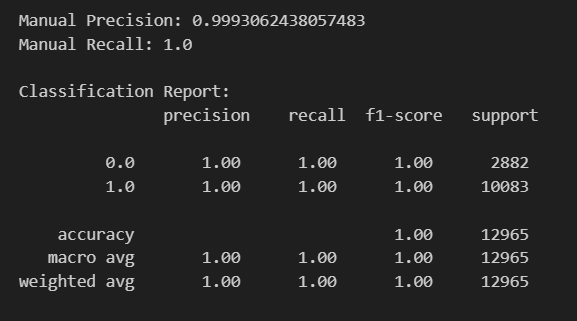 Manual Precision: 0.9993062438057483
Manual Recall: 1.0
Classification Report:
precision recall f1-score support
0.0 1.00 1.00 1.00 2882
1.0 1.00 1.00 1.00 10083
accuracy 1.00 12965
macro avg 1.00 1.00 1.00 12965
weighted avg 1.00 1.00 1.00 12965